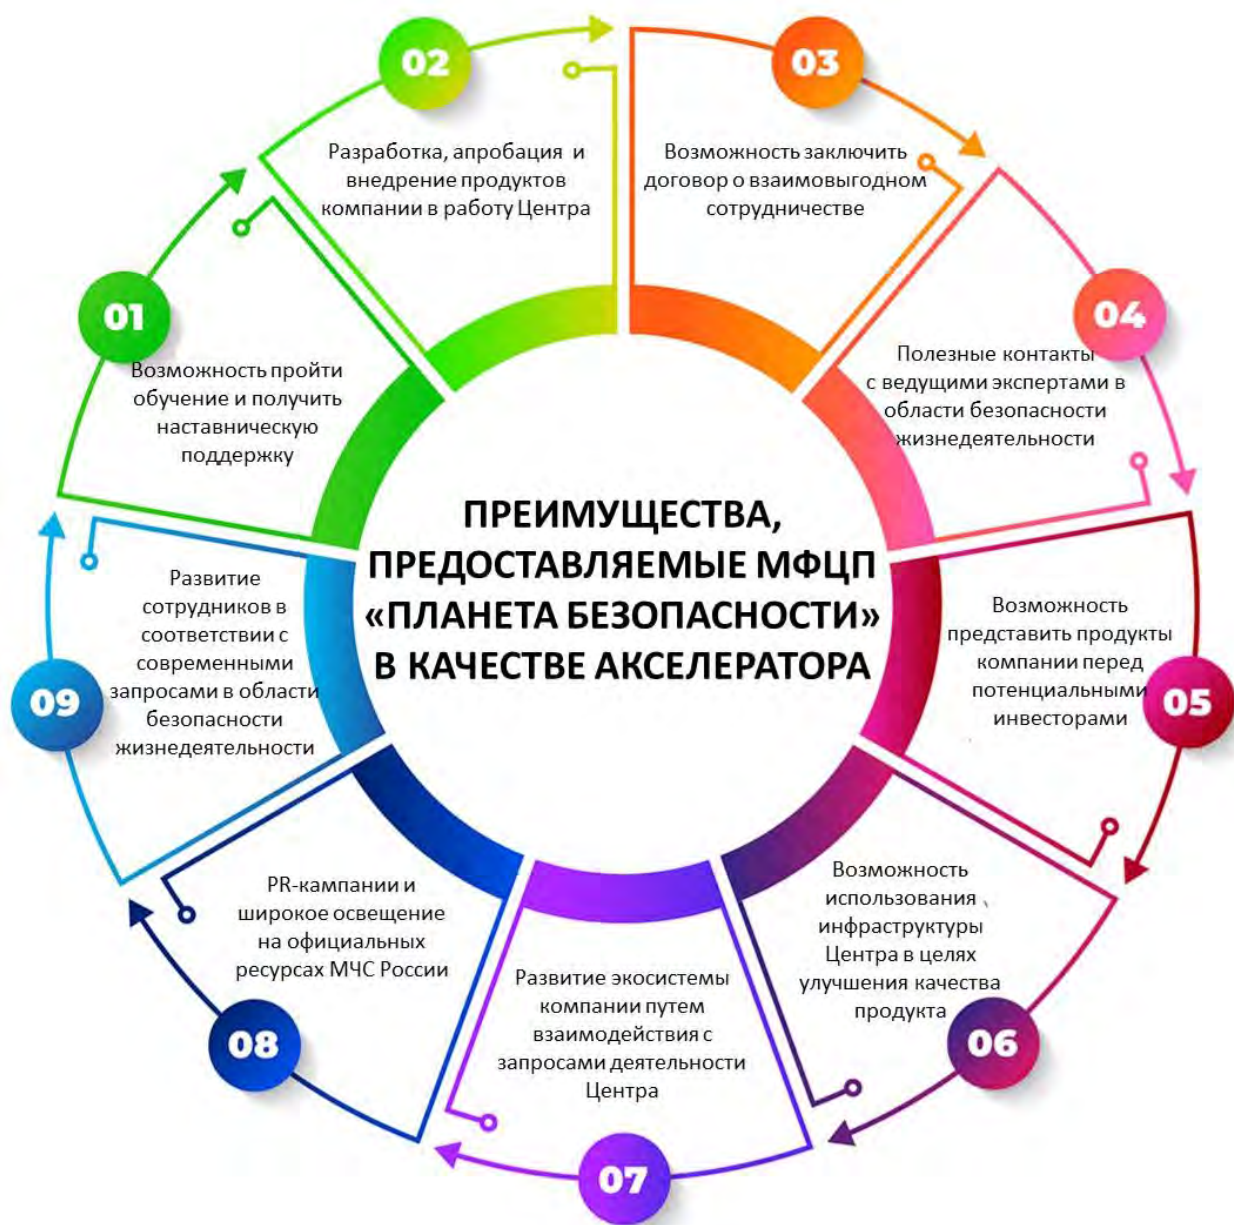 ПРЕИМУЩЕСТВА,
ПРЕДОСТАВЛЯЕМЫЕ МФЦП
«ПЛАНЕТА БЕЗОПАСНОСТИ»
В КАЧЕСТВЕ АКСЕЛЕРАТОРА
01
Возможность пройти
обучение и получить
наставническую
поддержку
02
Разработка, апробация и
внедрение продуктов
компании в работу Центра
03
Возможность заключить
договор о взаимовыгодном
сотрудничестве
04
Полезные контакты
с ведущими экспертами в
области безопасности
жизнедеятельности
05
Возможность
представить продукты
компании перед
потенциальными
инвесторами
06
Возможность
использования
инфраструктуры
Центра в целях
улучшения качества
продукта
07
Развитие экосистемы
компании путем
взаимодействия с
запросами деятельности
Центра
08
PR-кампании и
широкое освещение
на официальных
ресурсах МЧС России
09
Развитие
сотрудников в
соответствии с
современными
запросами в области
безопасности
жизнедеятельности